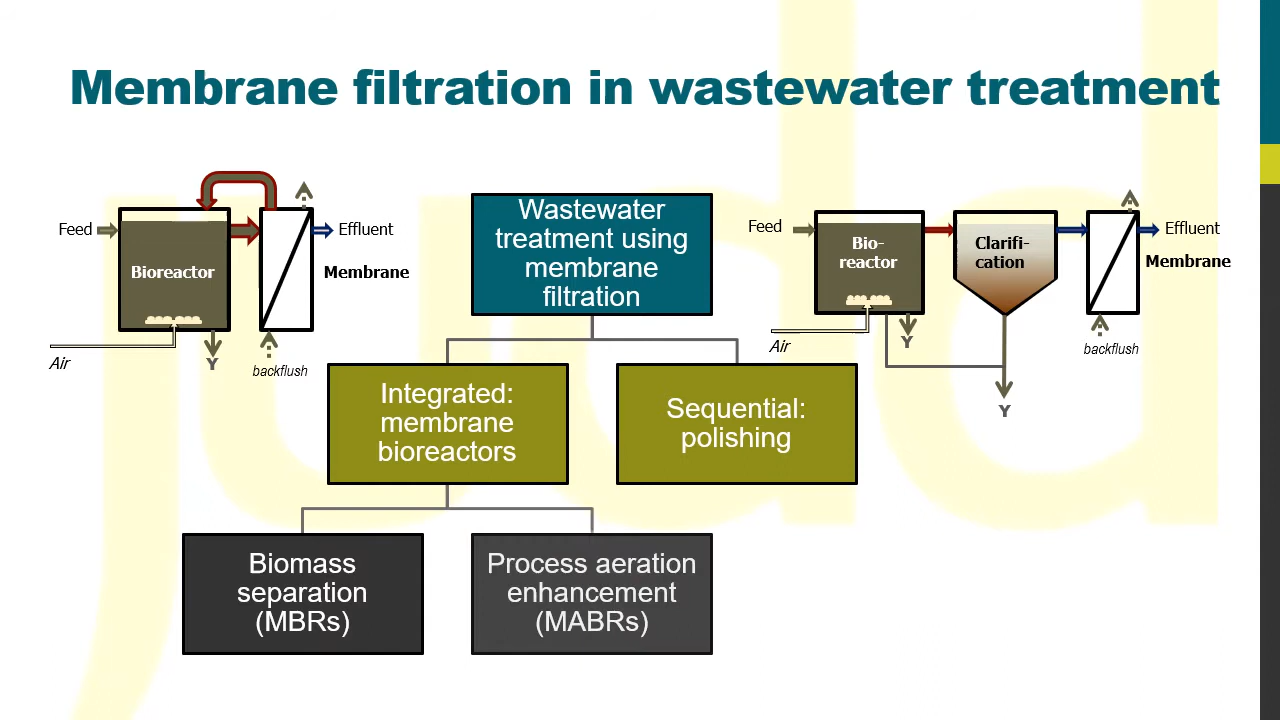 Membrane filtration in wastewater treatment
Feed
Bioreactor
Effluent
Membrane
Air
Y
backflush
Wastewater
treatment using
membrane
filtration
Integrated:
membrane
bioreactors
Sequential:
polishing
Biomass
separation
(MBRs)
Process aeration
enhancement
(MABRs)
Feed
Bio-
reactor
Clarifi-
cation
Effluent
Membrane
Air
Y
backflush
Y
judd